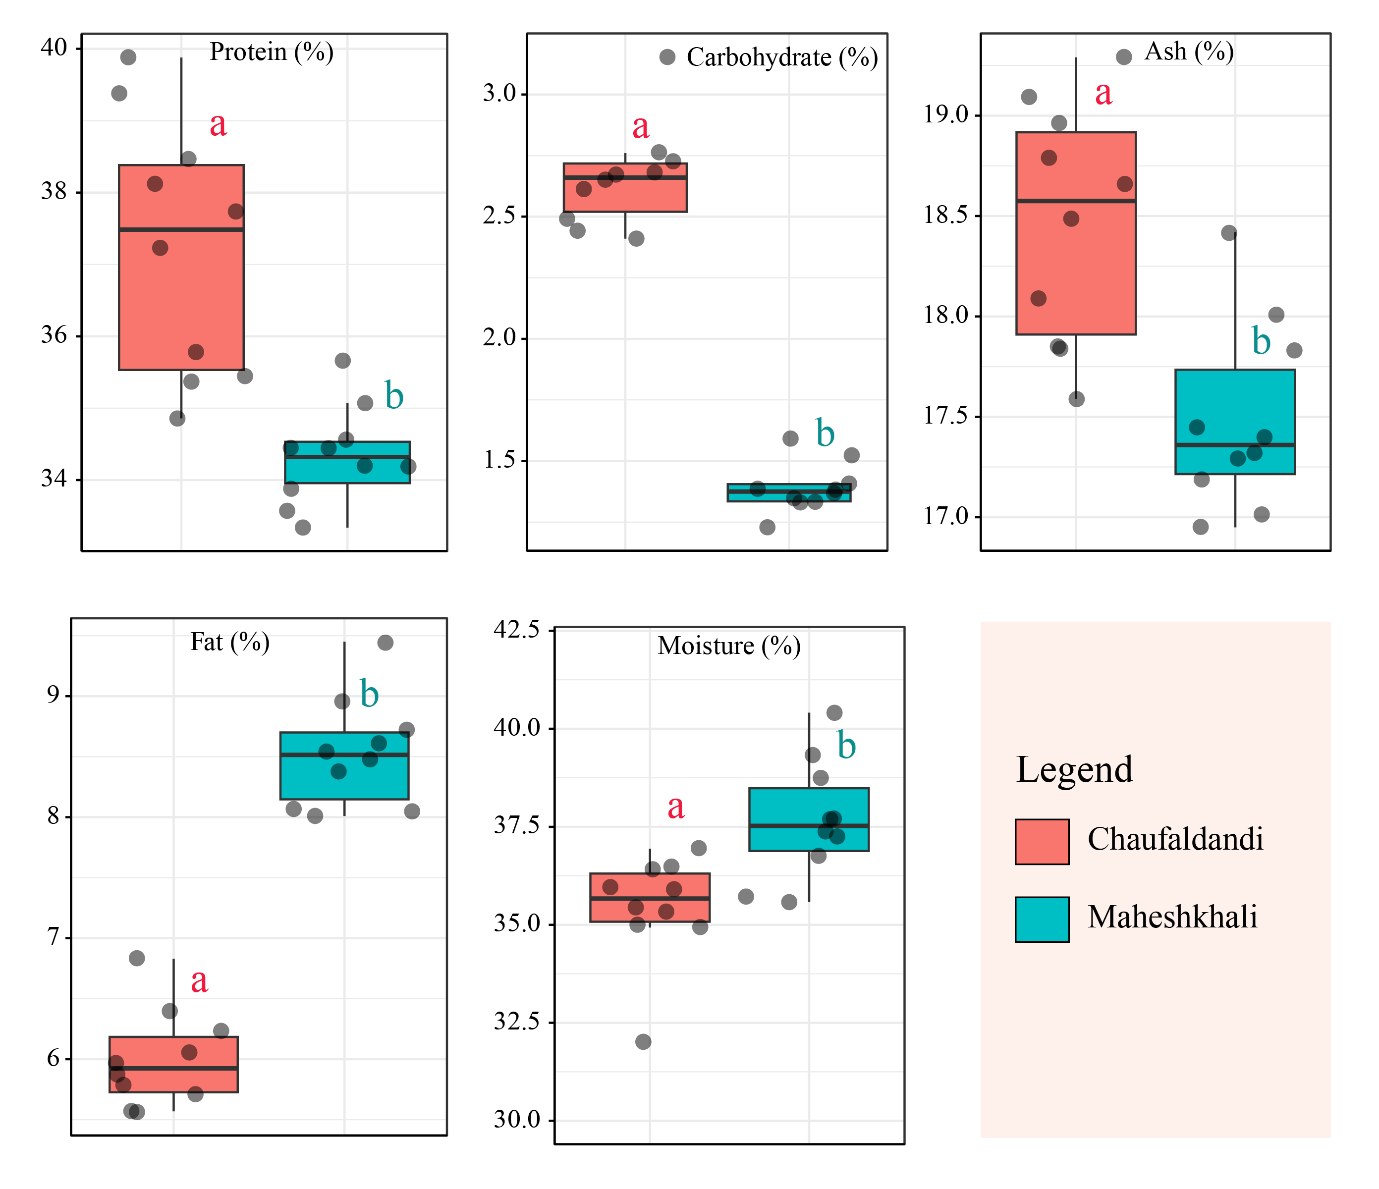 Protein (%)
40
38
36
34
a
b
Carbohydrate (%)
3.0
2.5
2.0
1.5
a
b
Ash (%)
19.0
18.5
18.0
17.5
17.0
a
b
Fat (%)
9
8
7
6
a
b
Moisture (%)
42.5
40.0
37.5
35.0
32.5
30.0
a
b
Legend
Chaufaldandi
Maheshkhali